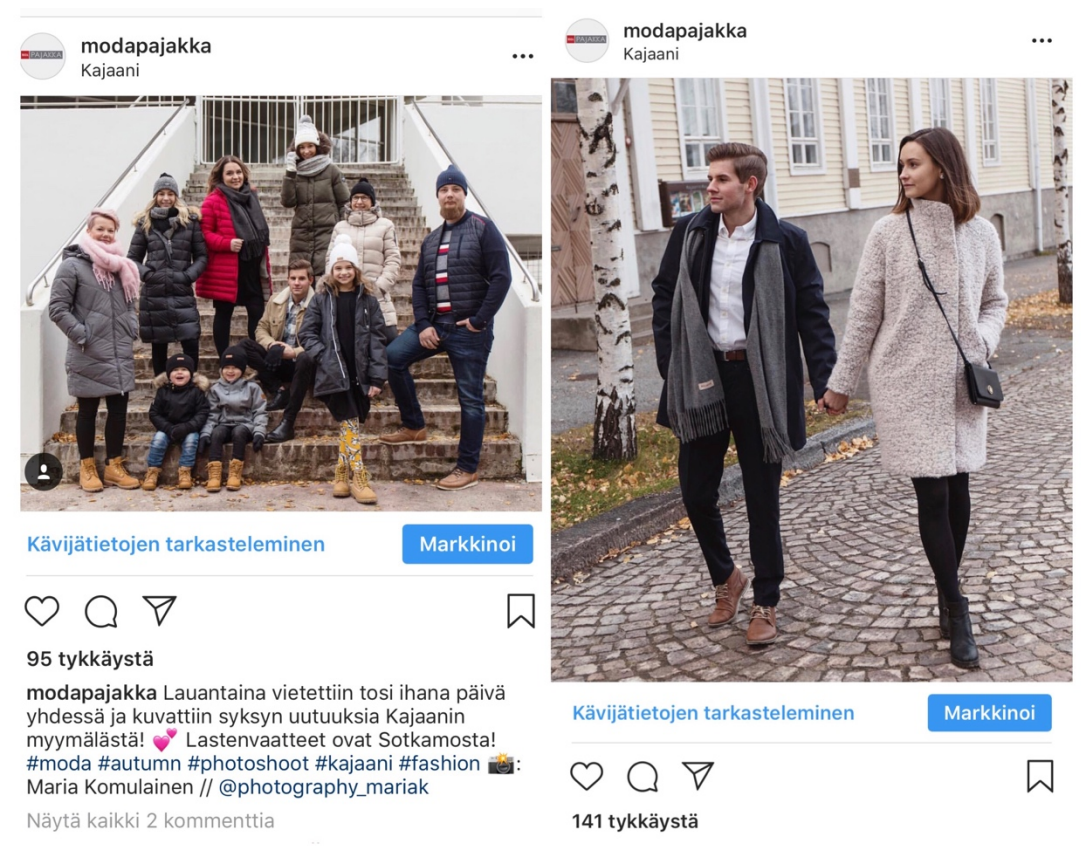 modapajakka
Kajaani
PAJAKKA
Kävijätietojen tarkasteleminen
Markkinoi
95 tykkäystä
modapajakka Lauantaina vietettiin tosi ihana päivä
yhdessä ja kuvattiin syksyn uutuuksia Kajaanin
myymälästä! 💕 Lastenvaatteet ovat Sotkamosta!
#moda #autumn #photoshoot #kajaani #fashion 📸:
Maria Komulainen // @photography_mariak
Näytä kaikki 2 kommenttia
modapajakka
Kajaani
PAJAKKA
Kävijätietojen tarkasteleminen
Markkinoi
141 tykkäystä